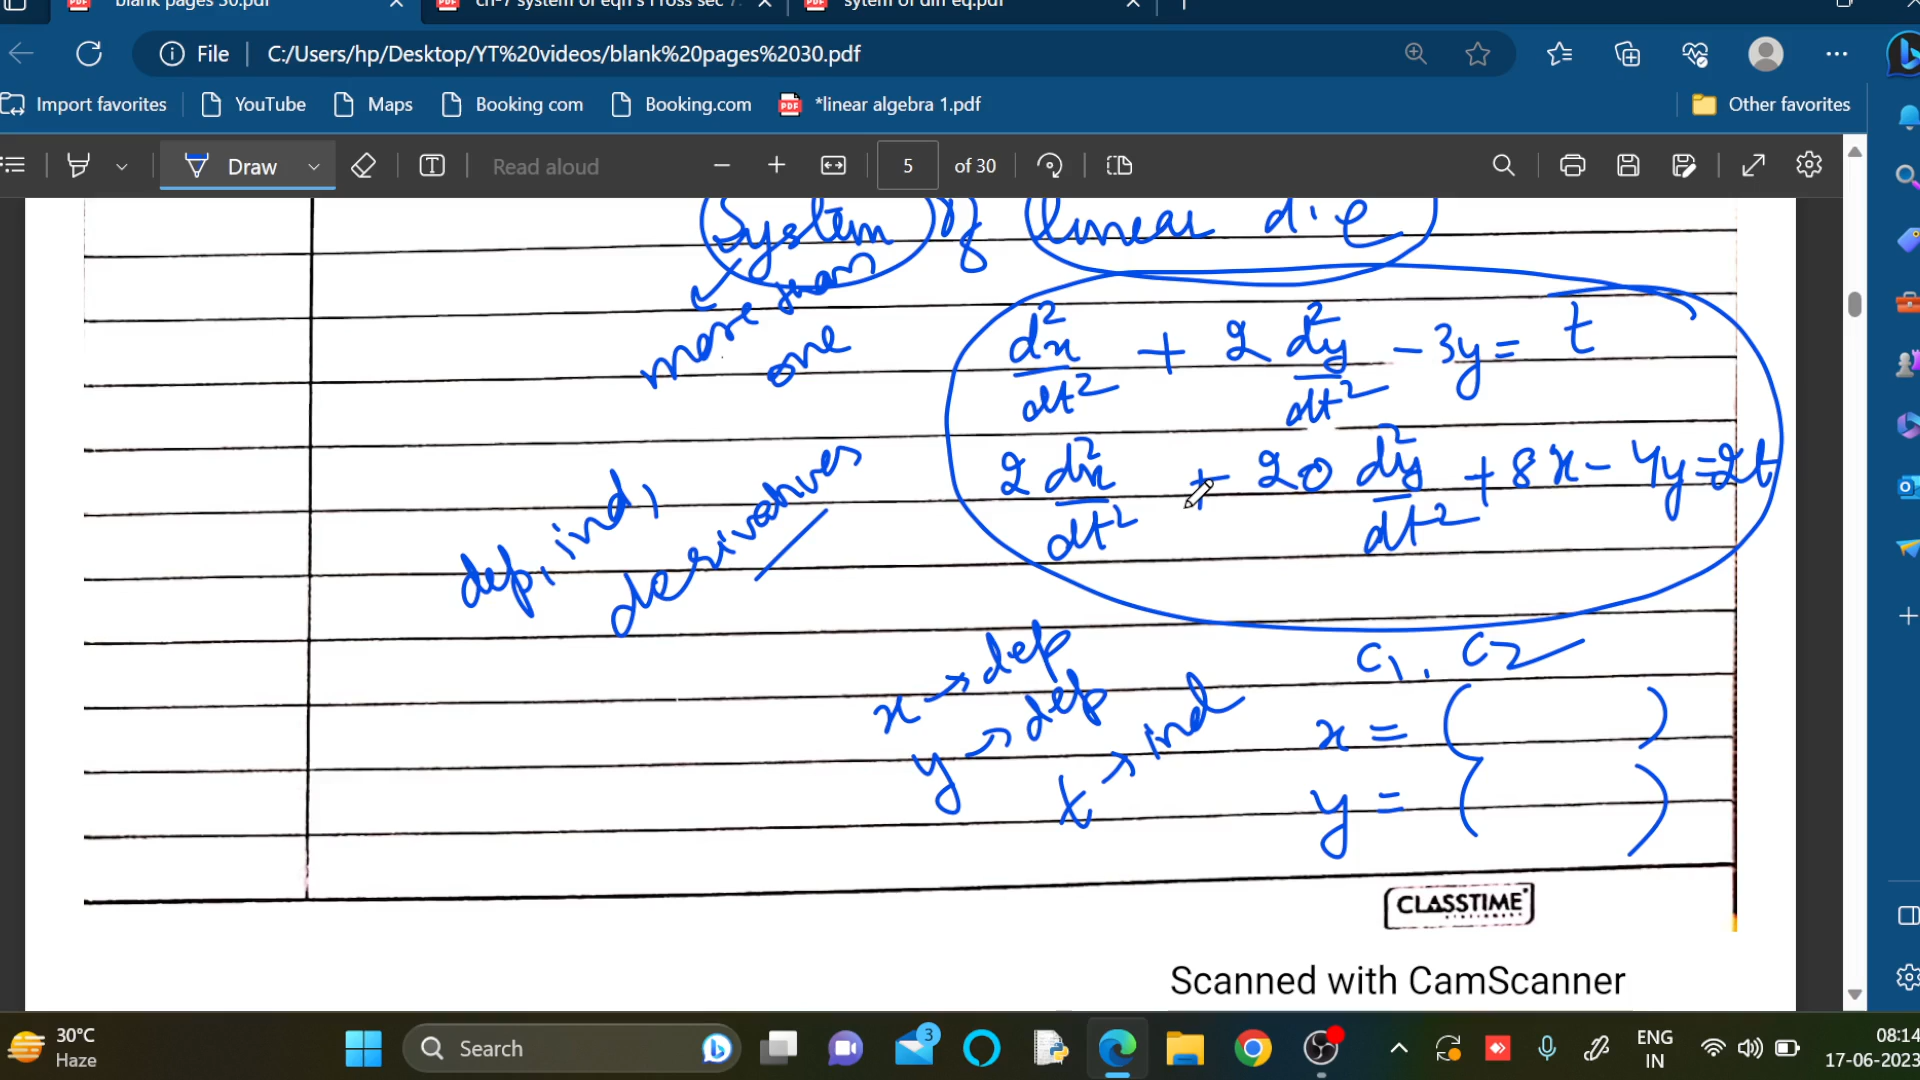 blank pages 30.pdf
ch-7 system of eqn's
sytem of dif eq.pdf
File
C:/Users/hp/Desktop/YT%20videos/blank%20pages%2030.pdf
Import favorites
YouTube
Maps
Booking com
Booking.com
*linear algebra 1.pdf
Other favorites
Draw
Read aloud
5
of 30
System of linear d.e
more than
one
d²x/dt² + 2 d²y/dt² - 3y = t
2 d²x/dt² + 20 d²y/dt² + 8x - 4y = 2t
dep, ind,
derivatives
x → dep
y → dep
t → ind
C1, C2
x = ( )
y = ( )
CLASSTIME
Scanned with CamScanner
30°C
Haze
Search
3
ENG
IN
08:14
17-06-2023